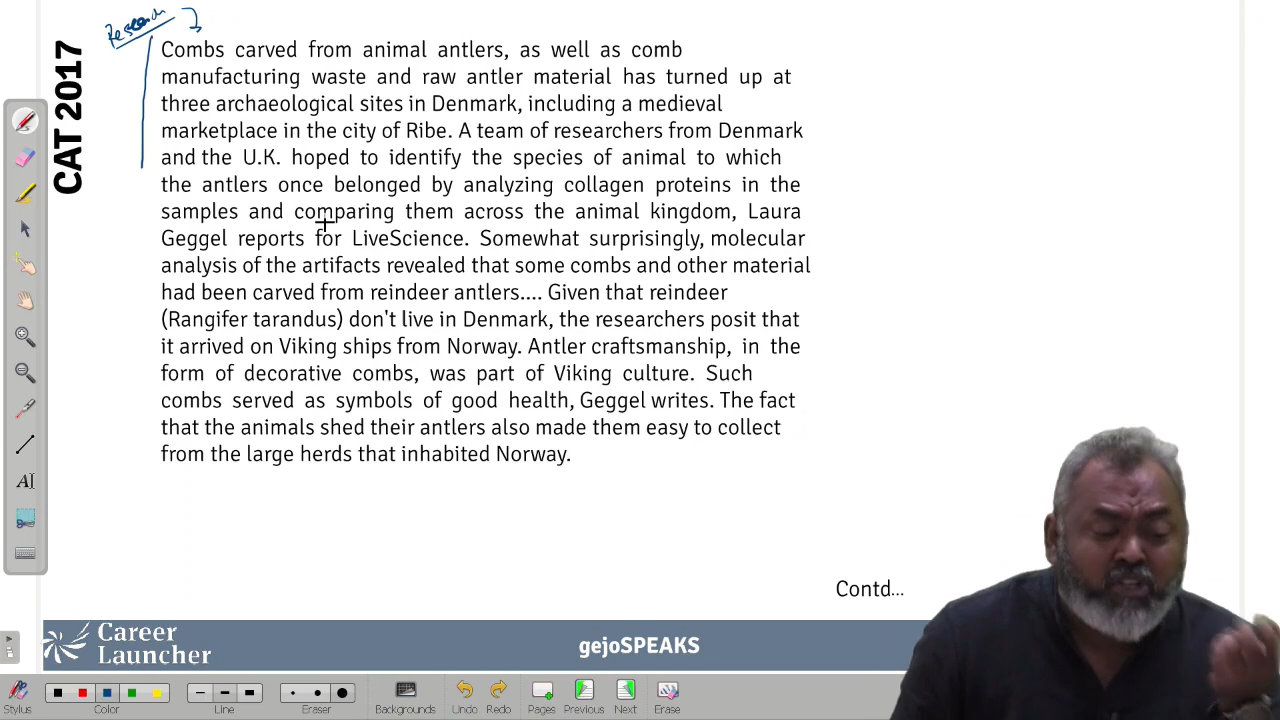 Research
CAT 2017
Combs carved from animal antlers, as well as comb
manufacturing waste and raw antler material has turned up at
three archaeological sites in Denmark, including a medieval
marketplace in the city of Ribe. A team of researchers from Denmark
and the U.K. hoped to identify the species of animal to which
the antlers once belonged by analyzing collagen proteins in the
samples and comparing them across the animal kingdom, Laura
Geggel reports for LiveScience. Somewhat surprisingly, molecular
analysis of the artifacts revealed that some combs and other material
had been carved from reindeer antlers.... Given that reindeer
(Rangifer tarandus) don't live in Denmark, the researchers posit that
it arrived on Viking ships from Norway. Antler craftsmanship, in the
form of decorative combs, was part of Viking culture. Such
combs served as symbols of good health, Geggel writes. The fact
that the animals shed their antlers also made them easy to collect
from the large herds that inhabited Norway.
Contd...
Career
Launcher
gejoSPEAKS
Stylus
Color
Line
Eraser
Backgrounds
Undo
Redo
Pages
Previous
Next
Erase